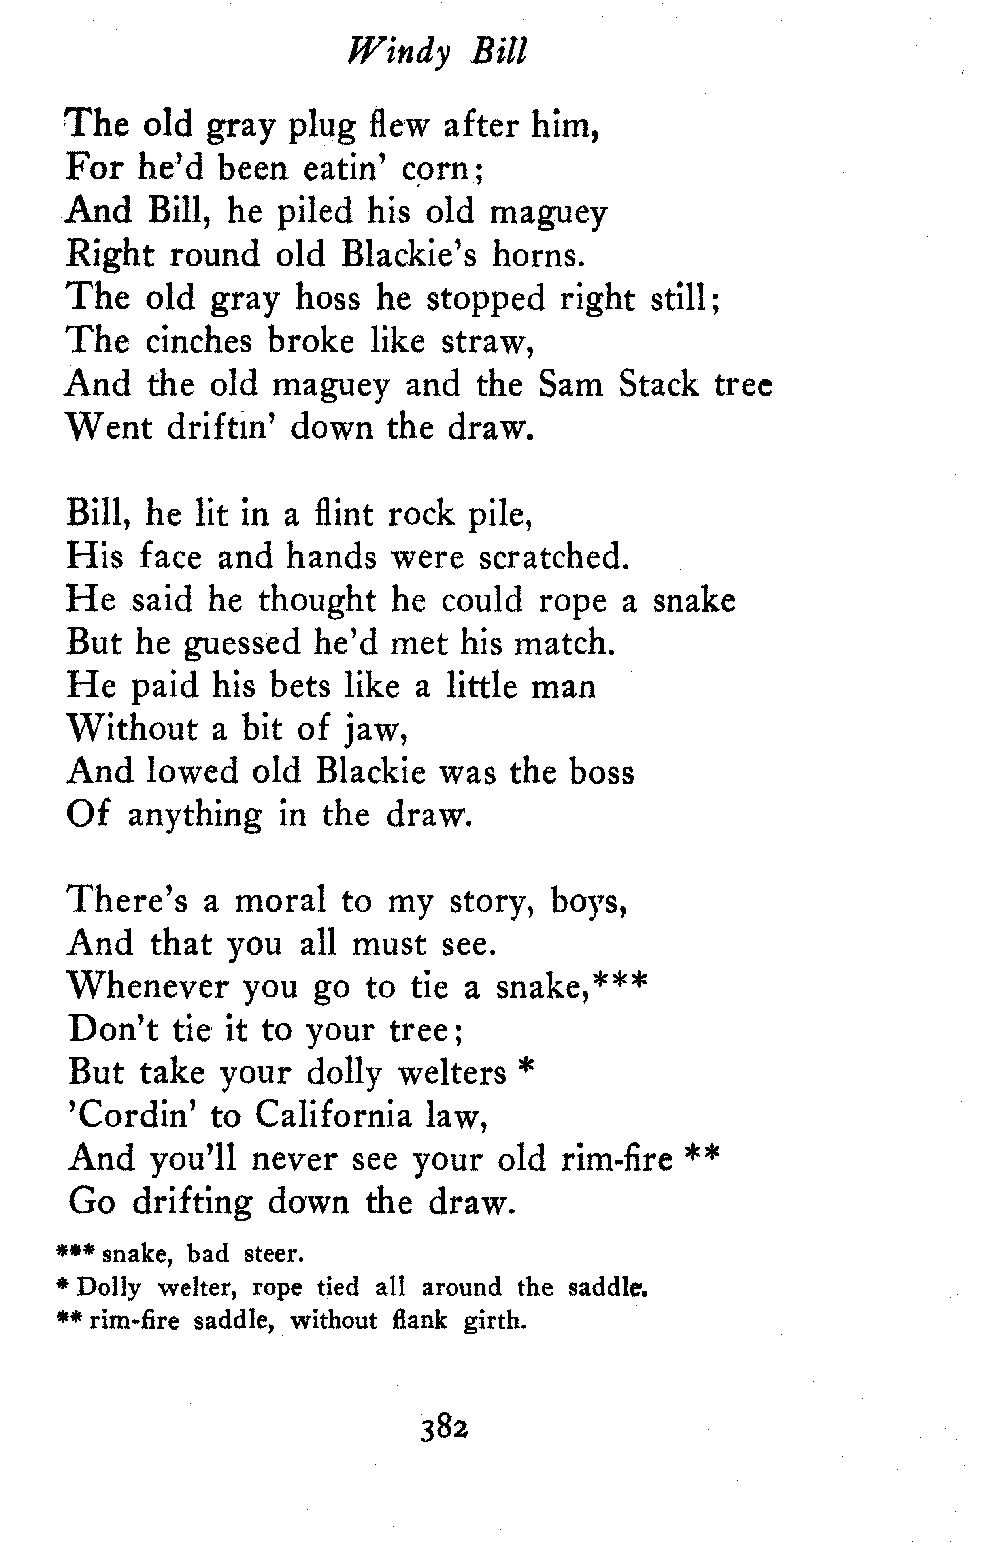 Windy Bill
The old gray plug flew after him,
For he'd been eatin' corn;
And Bill, he piled his old maguey
Right round old Blackie's horns.
The old gray hoss he stopped right still;
The cinches broke like straw,
And the old maguey and the Sam Stack tree
Went driftin' down the draw.
Bill, he lit in a flint rock pile,
His face and hands were scratched.
He said he thought he could rope a snake
But he guessed he'd met his match.
He paid his bets like a little man
Without a bit of jaw,
And lowed old Blackie was the boss
Of anything in the draw.
There's a moral to my story, boys,
And that you all must see.
Whenever you go to tie a snake,***
Don't tie it to your tree;
But take your dolly welters *
'Cordin' to California law,
And you'll never see your old rim-fire **
Go drifting down the draw.
*** snake, bad steer.
* Dolly welter, rope tied all around the saddle.
** rim-fire saddle, without flank girth.
382